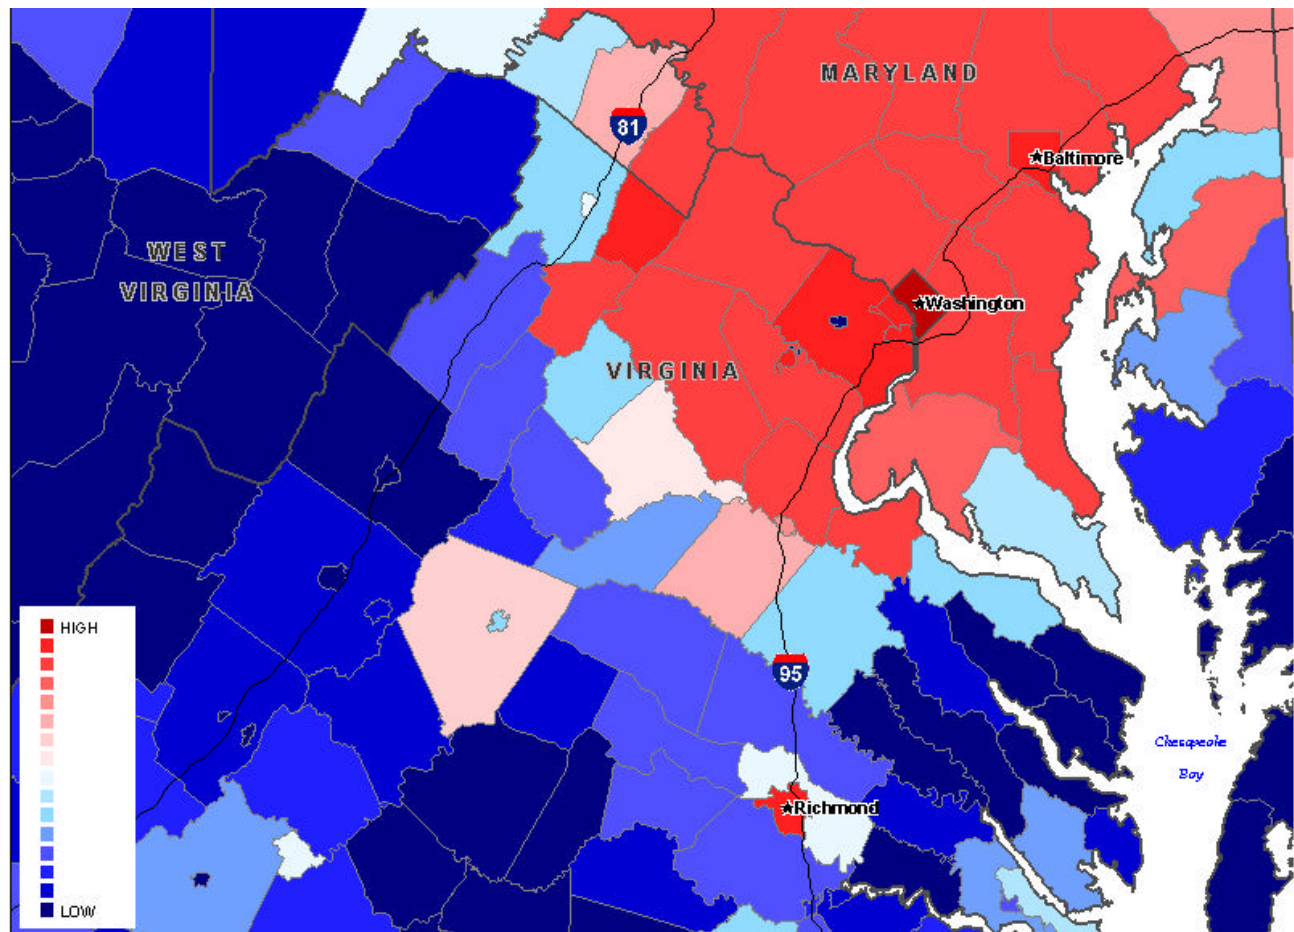 MARYLAND
81
★Baltimore
WEST
VIRGINIA
★Washington
VIRGINIA
HIGH
95
Chesapeake
Bay
★Richmond
LOW